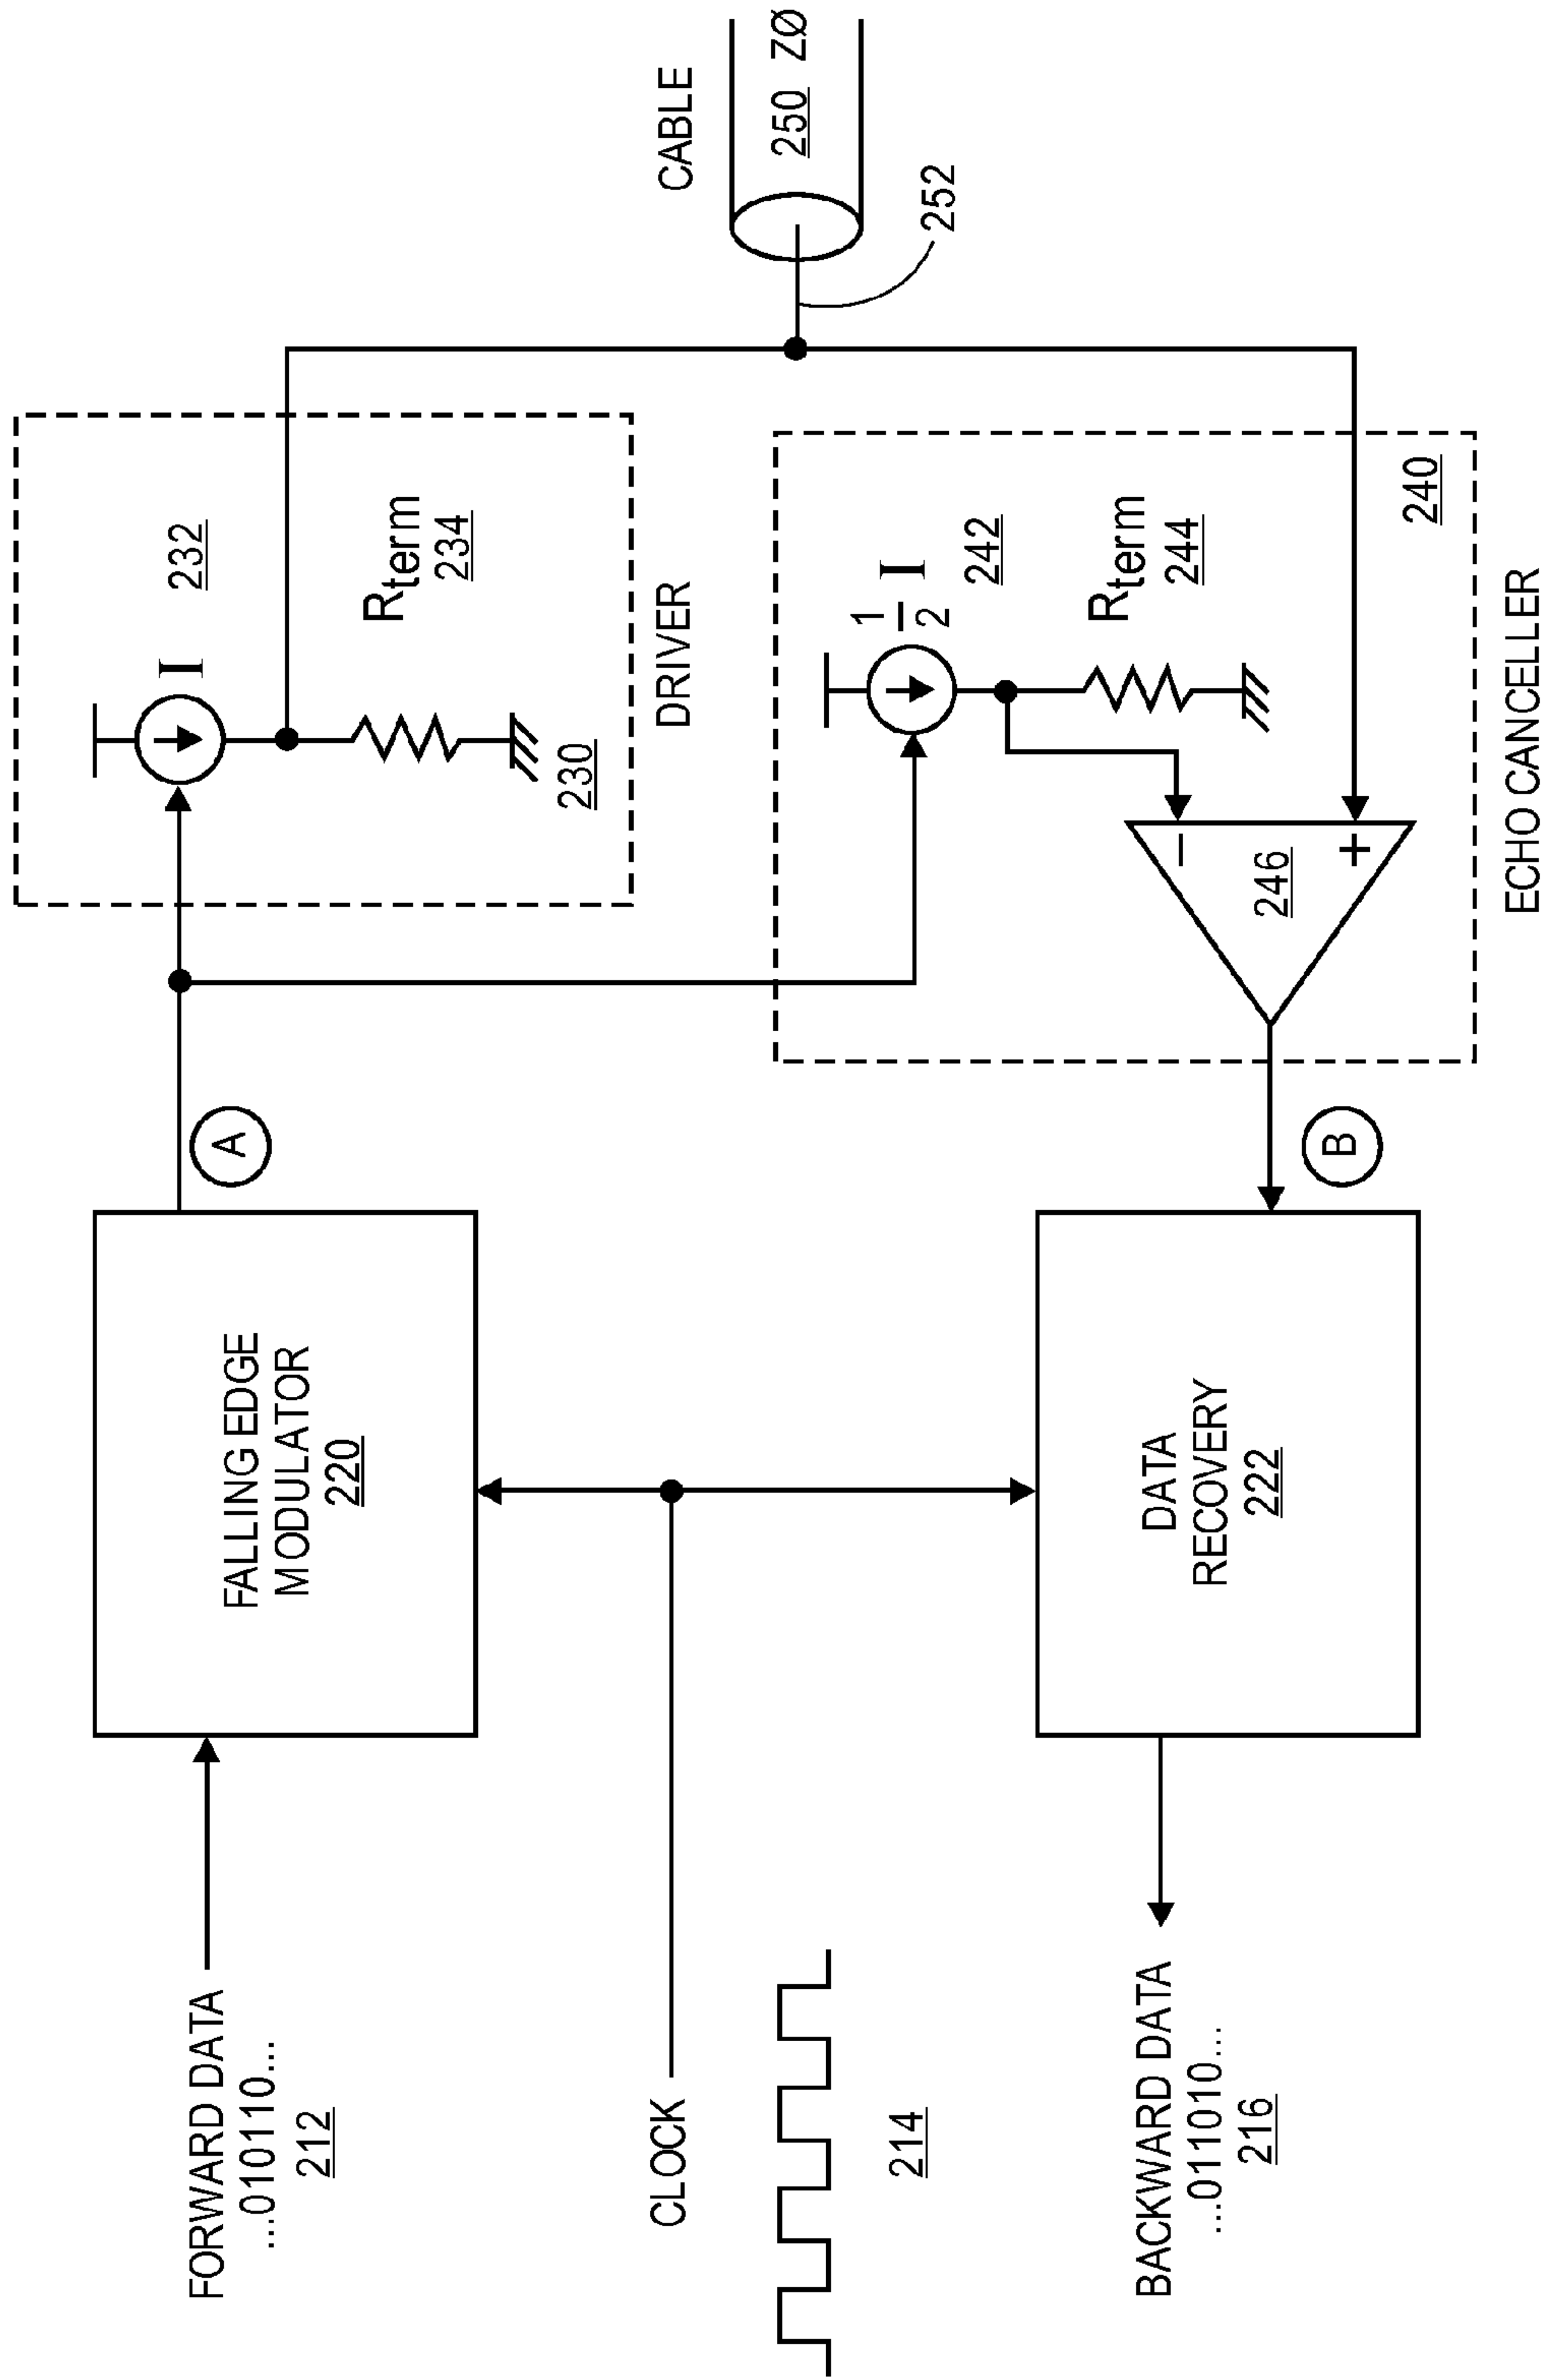 FORWARD DATA
...010110...
212
FALLING EDGE
MODULATOR
220
A
I
232
Rterm
234
230
DRIVER
CABLE
250 ZØ
252
CLOCK
214
1
2
I
242
Rterm
244
−
246
+
240
ECHO CANCELLER
B
DATA
RECOVERY
222
BACKWARD DATA
...011010...
216